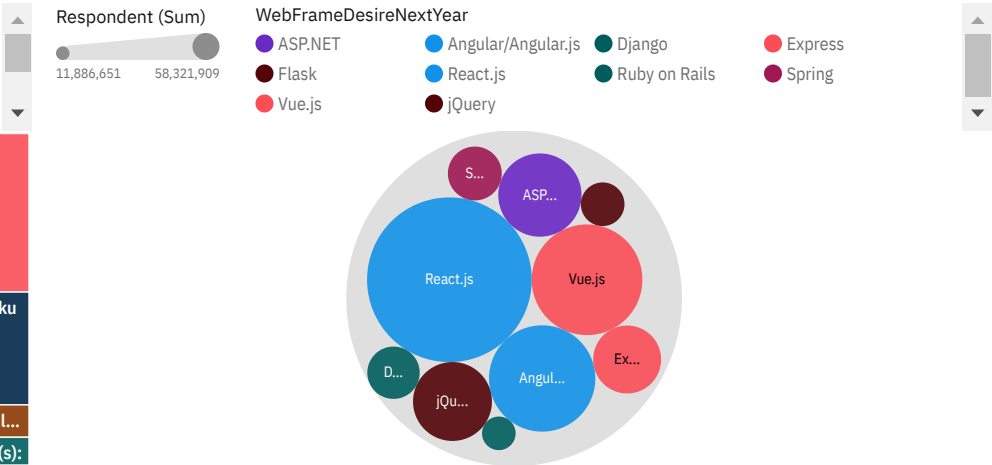 Respondent (Sum)
11,886,651 58,321,909
WebFrameDesireNextYear
ASP.NET Angular/Angular.js Django Express
Flask React.js Ruby on Rails Spring
Vue.js jQuery
S...
ASP...
React.js Vue.js
Ex...
D... Angul...
jQu...
ku
l...
(s):